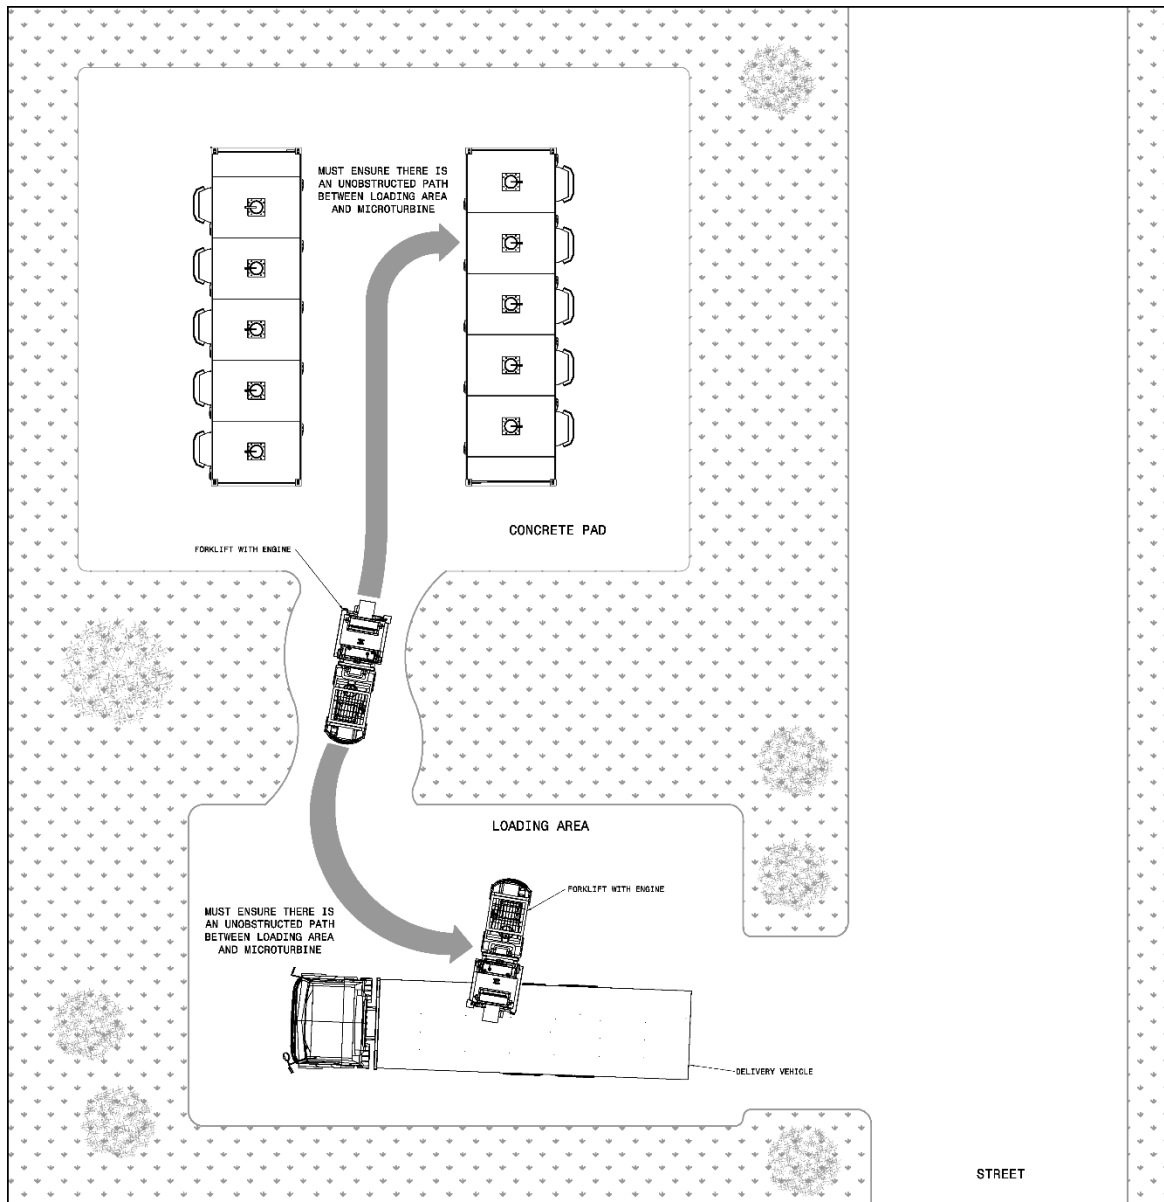 MUST ENSURE THERE IS
AN UNOBSTRUCTED PATH
BETWEEN LOADING AREA
AND MICROTURBINE
CONCRETE PAD
FORKLIFT WITH ENGINE
LOADING AREA
FORKLIFT WITH ENGINE
MUST ENSURE THERE IS
AN UNOBSTRUCTED PATH
BETWEEN LOADING AREA
AND MICROTURBINE
DELIVERY VEHICLE
STREET